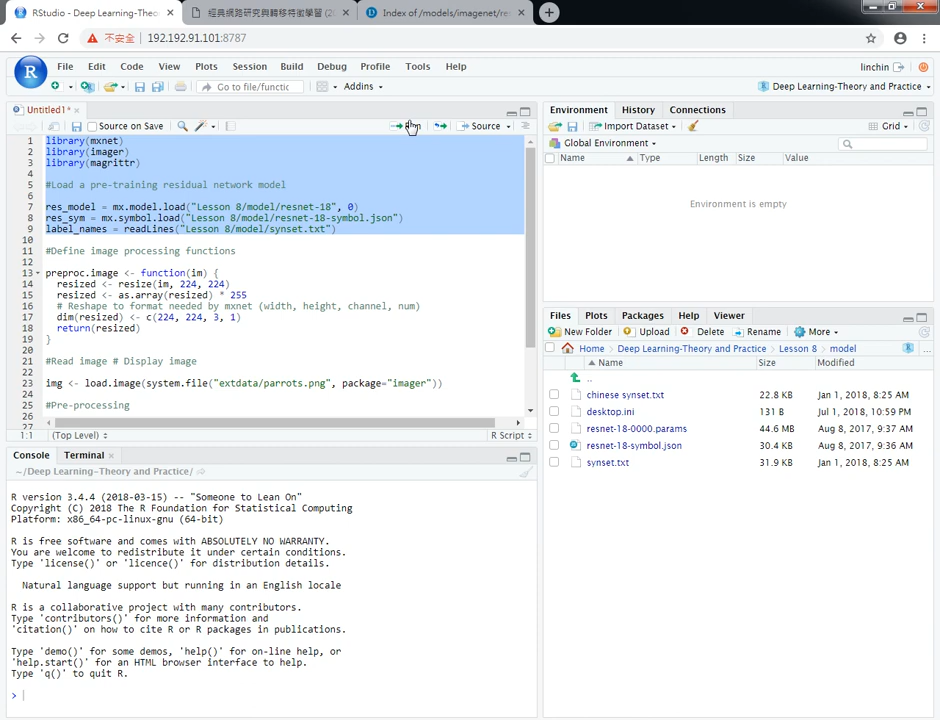 RStudio - Deep Learning-Theo
經典網路研究與轉移特徵學習 (20
Index of /models/imagenet/re
不安全
192.192.91.101:8787
File Edit Code View Plots Session Build Debug Profile Tools Help
linchin
Go to file/functic
Addins
Deep Learning-Theory and Practice
Untitled1*
Source on Save
Source
1 library(mxnet)
2 library(imager)
3 library(magrittr)
4
5 #Load a pre-training residual network model
6
7 res_model = mx.model.load("Lesson 8/model/resnet-18", 0)
8 res_sym = mx.symbol.load("Lesson 8/model/resnet-18-symbol.json")
9 label_names = readLines("Lesson 8/model/synset.txt")
10
11 #Define image processing functions
12
13 preproc.image <- function(im) {
14 resized <- resize(im, 224, 224)
15 resized <- as.array(resized) * 255
16 # Reshape to format needed by mxnet (width, height, channel, num)
17 dim(resized) <- c(224, 224, 3, 1)
18 return(resized)
19 }
20
21 #Read image # Display image
22
23 img <- load.image(system.file("extdata/parrots.png", package="imager"))
24
25 #Pre-processing
26
27
1:1 (Top Level) R Script
Console Terminal
~/Deep Learning-Theory and Practice/
R version 3.4.4 (2018-03-15) -- "Someone to Lean On"
Copyright (C) 2018 The R Foundation for Statistical Computing
Platform: x86_64-pc-linux-gnu (64-bit)
R is free software and comes with ABSOLUTELY NO WARRANTY.
You are welcome to redistribute it under certain conditions.
Type 'license()' or 'licence()' for distribution details.
Natural language support but running in an English locale
R is a collaborative project with many contributors.
Type 'contributors()' for more information and
'citation()' on how to cite R or R packages in publications.
Type 'demo()' for some demos, 'help()' for on-line help, or
'help.start()' for an HTML browser interface to help.
Type 'q()' to quit R.
>
Environment History Connections
Import Dataset
Grid
Global Environment
Name Type Length Size Value
Environment is empty
Files Plots Packages Help Viewer
New Folder Upload Delete Rename More
Home Deep Learning-Theory and Practice Lesson 8 model
Name Size Modified
..
chinese synset.txt 22.8 KB Jan 1, 2018, 8:25 AM
desktop.ini 131 B Jul 1, 2018, 10:59 PM
resnet-18-0000.params 44.6 MB Aug 8, 2017, 9:37 AM
resnet-18-symbol.json 30.4 KB Aug 8, 2017, 9:36 AM
synset.txt 31.9 KB Jan 1, 2018, 8:25 AM